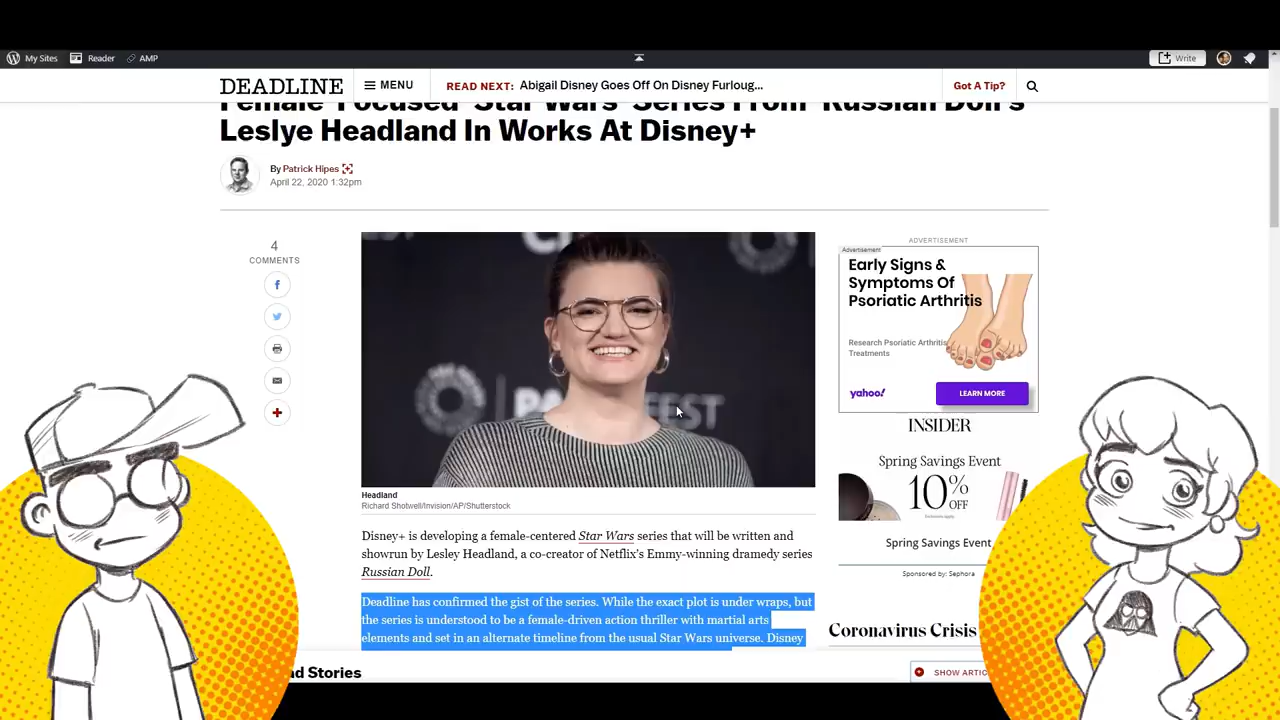 My Sites
Reader
AMP
Write
DEADLINE
MENU
READ NEXT: Abigail Disney Goes Off On Disney Furloug...
Got A Tip?
Female-Focused 'Star Wars' Series From 'Russian Doll's
Leslye Headland In Works At Disney+
By Patrick Hipes
April 22, 2020 1:32pm
4
COMMENTS
Headland
Richard Shotwell/Invision/AP/Shutterstock
Disney+ is developing a female-centered Star Wars series that will be written and
showrun by Lesley Headland, a co-creator of Netflix's Emmy-winning dramedy series
Russian Doll.
Deadline has confirmed the gist of the series. While the exact plot is under wraps, but
the series is understood to be a female-driven action thriller with martial arts
elements and set in an alternate timeline from the usual Star Wars universe. Disney
ADVERTISEMENT
Advertisement
Early Signs &
Symptoms Of
Psoriatic Arthritis
Research Psoriatic Arthritis
Treatments
yahoo!
LEARN MORE
INSIDER
Spring Savings Event
10% OFF
Spring Savings Event
Sponsored by: Sephora
Coronavirus Crisis
ad Stories
SHOW ARTIC